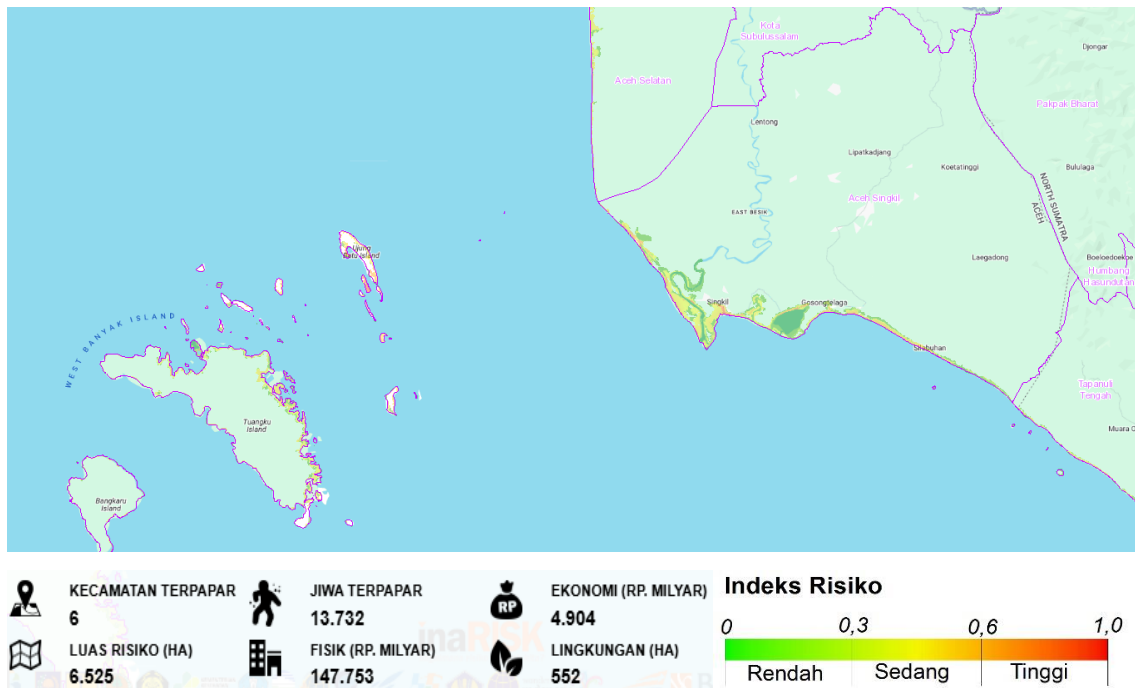 Kota
Subulussalam
Djongar
Aceh Selatan
Pakpak Bharat
Lentong
Lipatkadjang
Koetatinggi
Bululaga
NORTH SUMATRA
ACEH
Aceh Singkil
EAST BESIK
Ujung
Batu Island
Laegadong
Boeloedoekoe
Humbang
Hasundutan
Singkil
Gosongtelaga
WEST BANYAK ISLAND
Silabuhan
Tapanuli
Tengah
Tuangku
Island
Muara
Bangkaru
Island
KECAMATAN TERPAPAR
6
JIWA TERPAPAR
13.732
EKONOMI (RP. MILYAR)
4.904
RP
LUAS RISIKO (HA)
6.525
FISIK (RP. MILYAR)
147.753
LINGKUNGAN (HA)
552
inaRISK
Indeks Risiko
0 0,3 0,6 1,0
Rendah Sedang Tinggi